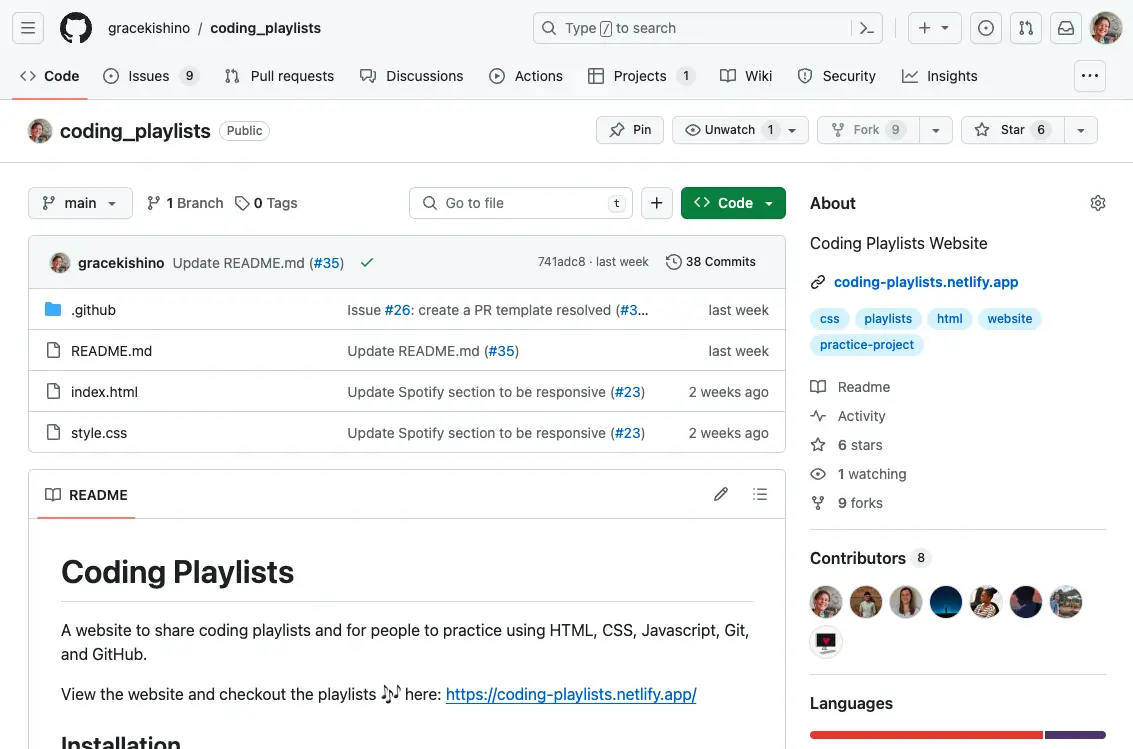 gracekishino / coding_playlists
Type / to search
Code
Issues 9
Pull requests
Discussions
Actions
Projects 1
Wiki
Security
Insights
coding_playlists Public
Pin
Unwatch 1
Fork 9
Star 6
main
1 Branch
0 Tags
Go to file t
Code
gracekishino Update README.md (#35)
741adc8 · last week
38 Commits
.github Issue #26: create a PR template resolved (#3... last week
README.md Update README.md (#35) last week
index.html Update Spotify section to be responsive (#23) 2 weeks ago
style.css Update Spotify section to be responsive (#23) 2 weeks ago
README
Coding Playlists
A website to share coding playlists and for people to practice using HTML, CSS, Javascript, Git,
and GitHub.
View the website and checkout the playlists 🎶 here: https://coding-playlists.netlify.app/
Installation
About
Coding Playlists Website
coding-playlists.netlify.app
css playlists html website
practice-project
Readme
Activity
6 stars
1 watching
9 forks
Contributors 8
Languages